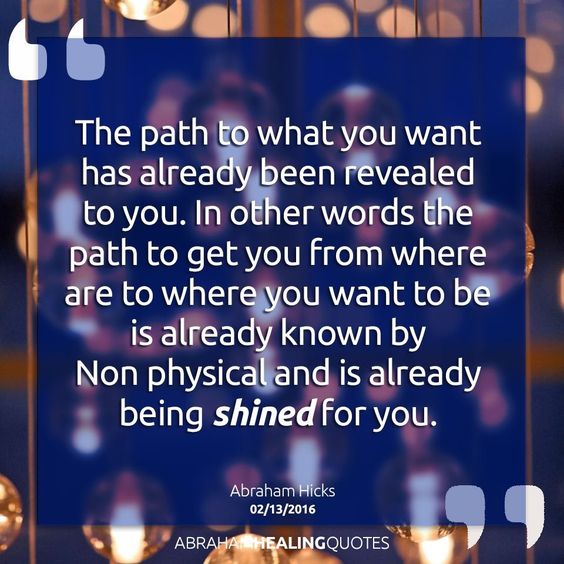 The path to what you want
has already been revealed
to you. In other words the
path to get you from where
are to where you want to be
is already known by
Non physical and is already
being shined for you.
Abraham Hicks
02/13/2016
ABRAHAMHEALINGQUOTES